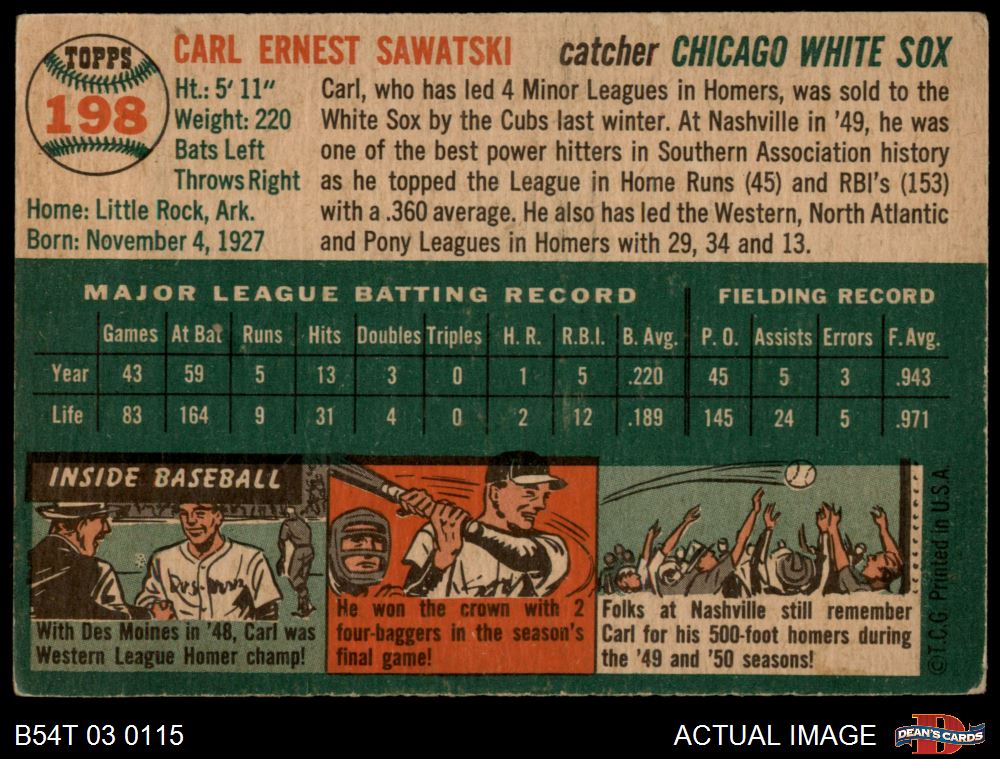 TOPPS
198
CARL ERNEST SAWATSKI catcher CHICAGO WHITE SOX
Ht.: 5' 11"
Weight: 220
Bats Left
Throws Right
Home: Little Rock, Ark.
Born: November 4, 1927
Carl, who has led 4 Minor Leagues in Homers, was sold to the
White Sox by the Cubs last winter. At Nashville in '49, he was
one of the best power hitters in Southern Association history
as he topped the League in Home Runs (45) and RBI's (153)
with a .360 average. He also has led the Western, North Atlantic
and Pony Leagues in Homers with 29, 34 and 13.
MAJOR LEAGUE BATTING RECORD FIELDING RECORD
Games At Bat Runs Hits Doubles Triples H. R. R.B.I. B. Avg. P. O. Assists Errors F. Avg.
Year 43 59 5 13 3 0 1 5 .220 45 5 3 .943
Life 83 164 9 31 4 0 2 12 .189 145 24 5 .971
INSIDE BASEBALL
With Des Moines in '48, Carl was
Western League Homer champ!
He won the crown with 2
four-baggers in the season's
final game!
Folks at Nashville still remember
Carl for his 500-foot homers during
the '49 and '50 seasons!
©T.C.G. Printed in U.S.A.
B54T 03 0115 ACTUAL IMAGE
DEAN'S CARDS